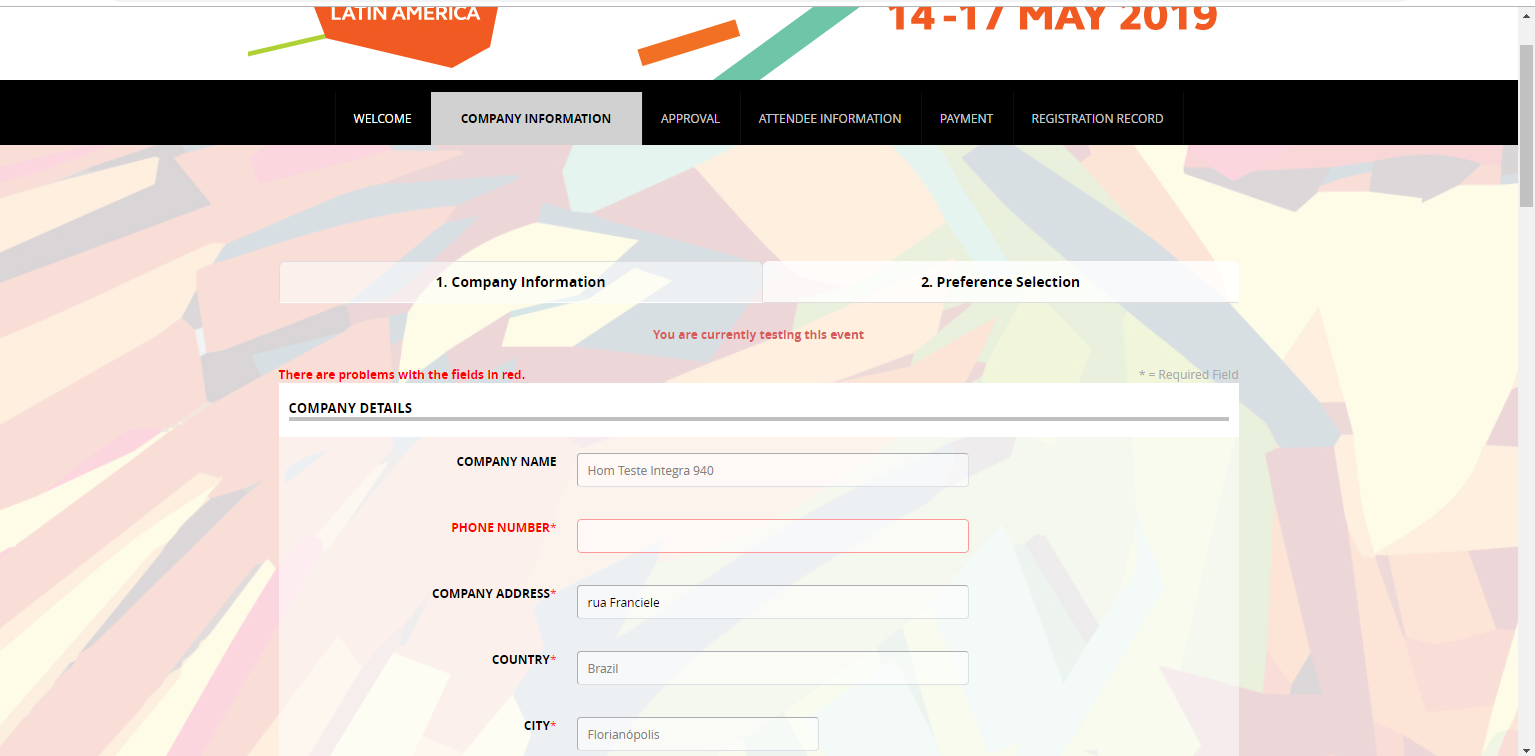 LATIN AMERICA
14-17 MAY 2019
WELCOME
COMPANY INFORMATION
APPROVAL
ATTENDEE INFORMATION
PAYMENT
REGISTRATION RECORD
1. Company Information
2. Preference Selection
You are currently testing this event
There are problems with the fields in red.
* = Required Field
COMPANY DETAILS
COMPANY NAME
Hom Teste Integra 940
PHONE NUMBER*
COMPANY ADDRESS*
rua Franciele
COUNTRY*
Brazil
CITY*
Florianópolis